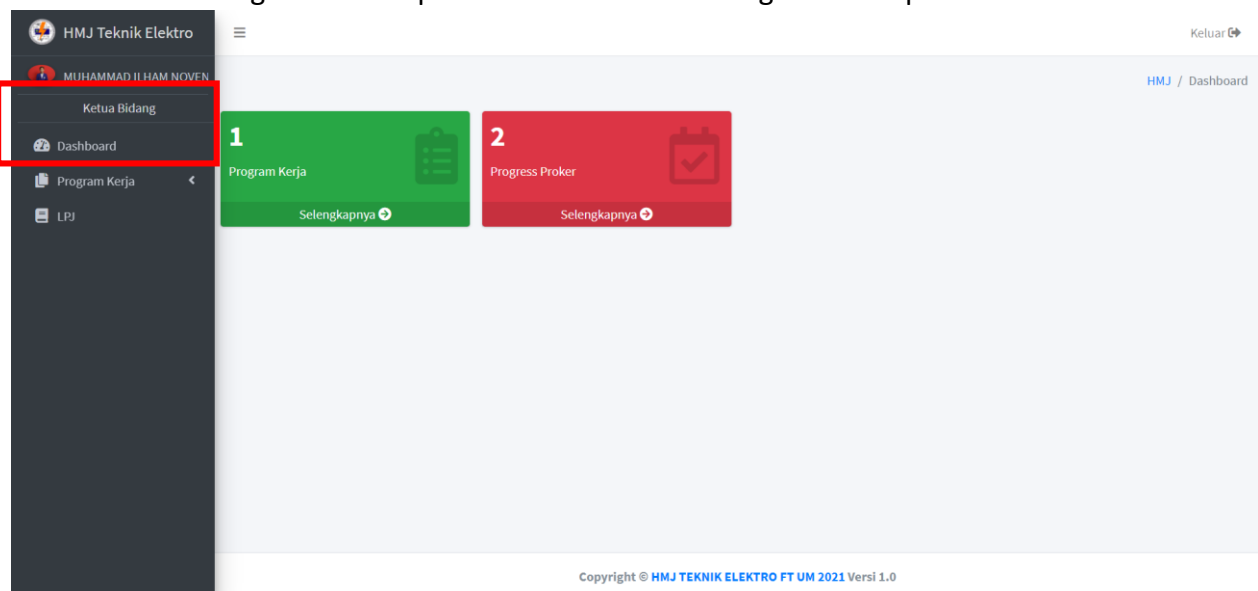 HMJ Teknik Elektro
Keluar
MUHAMMAD ILHAM NOVEN
HMJ / Dashboard
Ketua Bidang
Dashboard
Program Kerja
LPJ
1
Program Kerja
Selengkapnya
2
Progress Proker
Selengkapnya
Copyright © HMJ TEKNIK ELEKTRO FT UM 2021 Versi 1.0